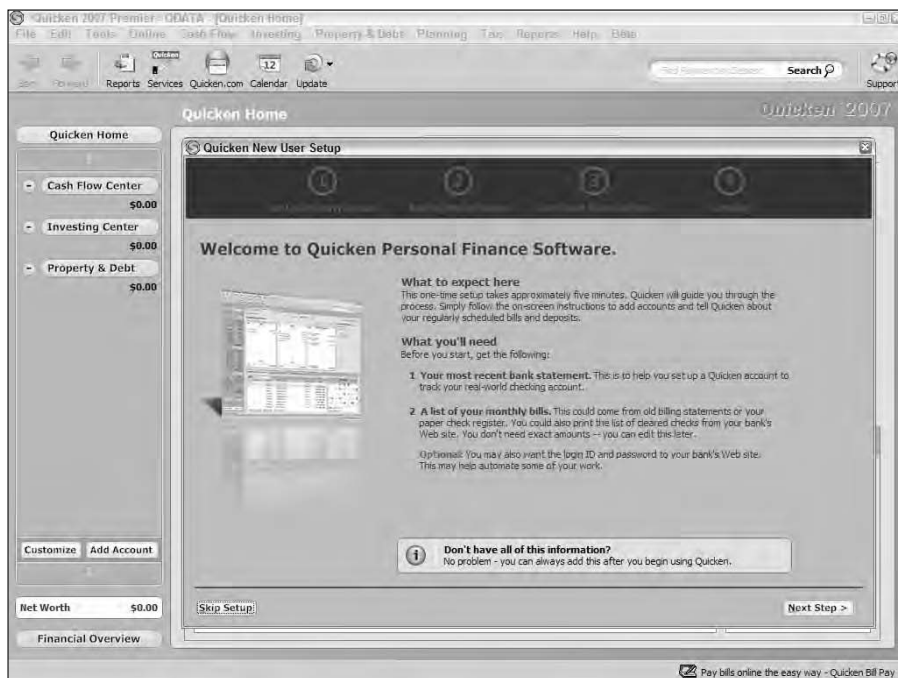 Quicken 2007 Premier - QDATA - [Quicken Home]
File Edit Tools Online Cash Flow Investing Property & Debt Planning Tax Reports Help
Reports Services Quicken.com Calendar Update
Search
Support
Quicken Home
Quicken 2007
Quicken Home
Cash Flow Center
$0.00
Investing Center
$0.00
Property & Debt
$0.00
Customize Add Account
Net Worth $0.00
Financial Overview
Quicken New User Setup
1 2 3
Welcome to Quicken Personal Finance Software.
What to expect here
This one-time setup takes approximately five minutes. Quicken will guide you through the
process. Simply follow the on-screen instructions to add accounts and tell Quicken about
your regularly scheduled bills and deposits.
What you'll need
Before you start, get the following:
1 Your most recent bank statement. This is to help you set up a Quicken account to
track your real-world checking account.
2 A list of your monthly bills. This could come from old billing statements or your
paper check register. You could also print the list of cleared checks from your bank's
Web site. You don't need exact amounts -- you can edit this later.
Optional: You may also want the login ID and password to your bank's Web site.
This may help automate some of your work.
Don't have all of this information?
No problem - you can always add this after you begin using Quicken.
Skip Setup
Next Step >
Pay bills online the easy way - Quicken Bill Pay